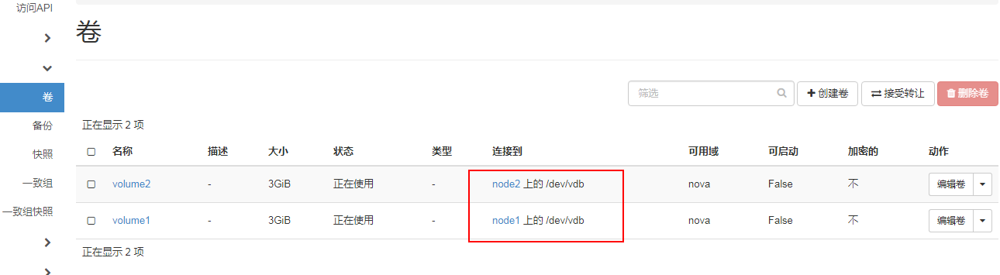 访问API
卷
备份
快照
一致组
一致组快照
卷
筛选 创建卷 接受转让 删除卷
正在显示 2 项
名称 描述 大小 状态 类型 连接到 可用域 可启动 加密的 动作
volume2 - 3GiB 正在使用 - node2 上的 /dev/vdb nova False 不 编辑卷
volume1 - 3GiB 正在使用 - node1 上的 /dev/vdb nova False 不 编辑卷
正在显示 2 项